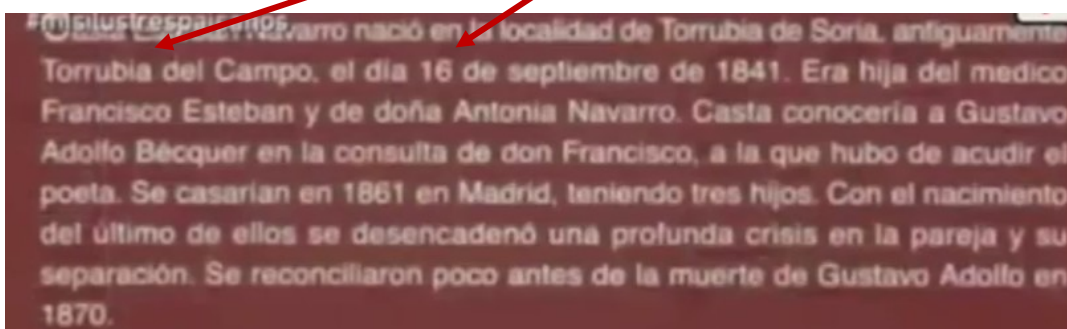 #misilustrespaisanos
Navarro nació en la localidad de Torrubia de Soria, antiguamente
Torrubia del Campo, el día 16 de septiembre de 1841. Era hija del medico
Francisco Esteban y de doña Antonia Navarro. Casta conocería a Gustavo
Adolfo Bécquer en la consulta de don Francisco, a la que hubo de acudir el
poeta. Se casarían en 1861 en Madrid, teniendo tres hijos. Con el nacimiento
del último de ellos se desencadenó una profunda crisis en la pareja y su
separación. Se reconciliaron poco antes de la muerte de Gustavo Adolfo en
1870.